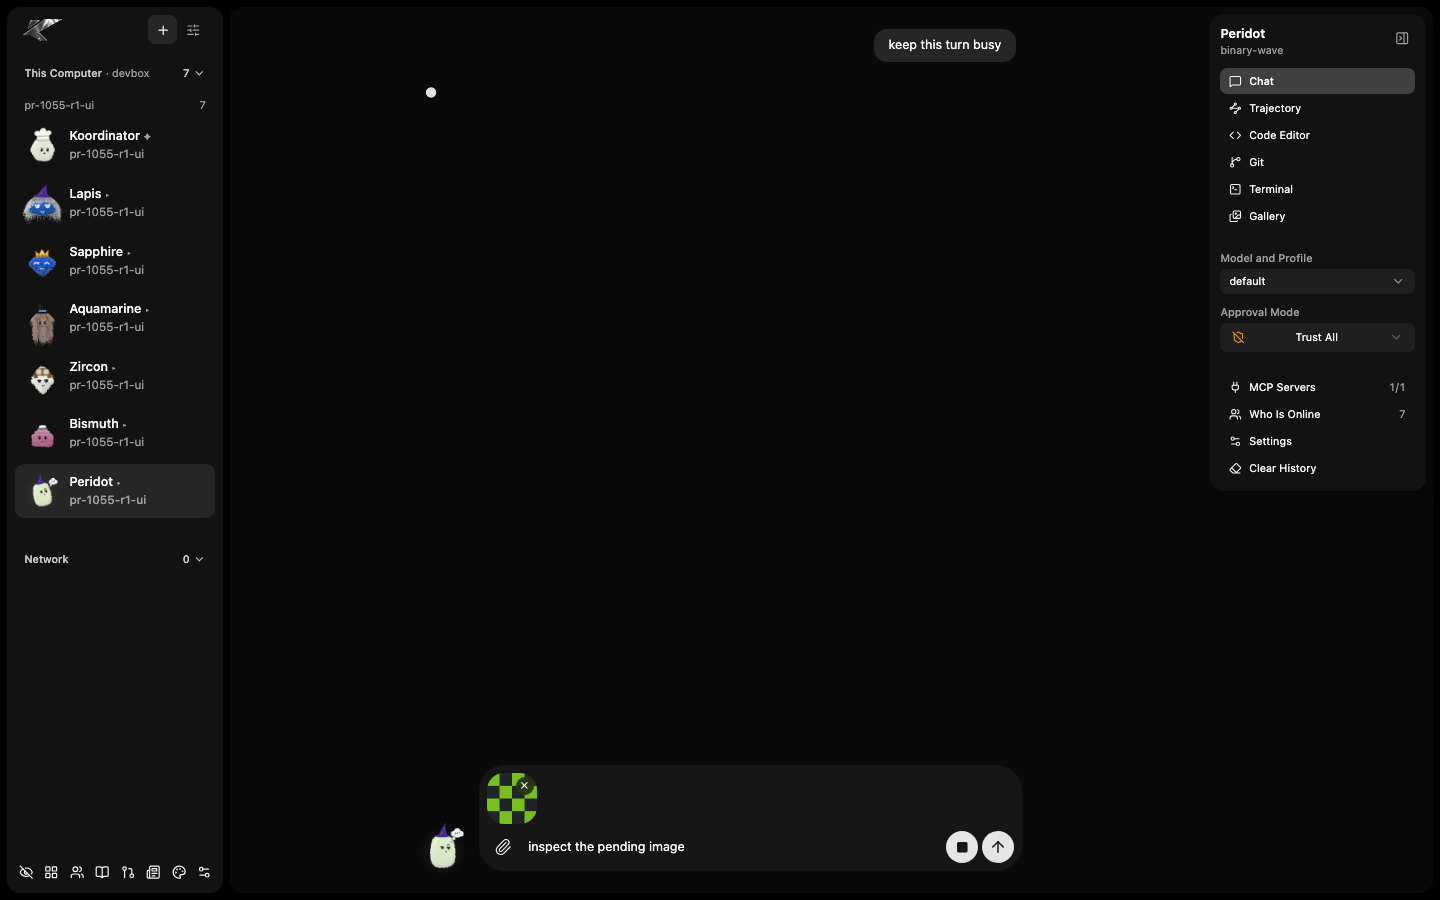 This Computer · devbox 7
pr-1055-r1-ui 7
Koordinator
pr-1055-r1-ui
Lapis
pr-1055-r1-ui
Sapphire
pr-1055-r1-ui
Aquamarine
pr-1055-r1-ui
Zircon
pr-1055-r1-ui
Bismuth
pr-1055-r1-ui
Peridot
pr-1055-r1-ui
Network 0
keep this turn busy
inspect the pending image
Peridot
binary-wave
Chat
Trajectory
Code Editor
Git
Terminal
Gallery
Model and Profile
default
Approval Mode
Trust All
MCP Servers 1/1
Who Is Online 7
Settings
Clear History